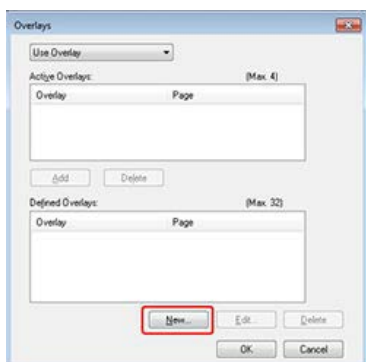 Overlays
Use Overlay
Active Overlays: (Max. 4)
Overlay Page
Add Delete
Defined Overlays: (Max. 32)
Overlay Page
New... Edit... Delete
OK Cancel